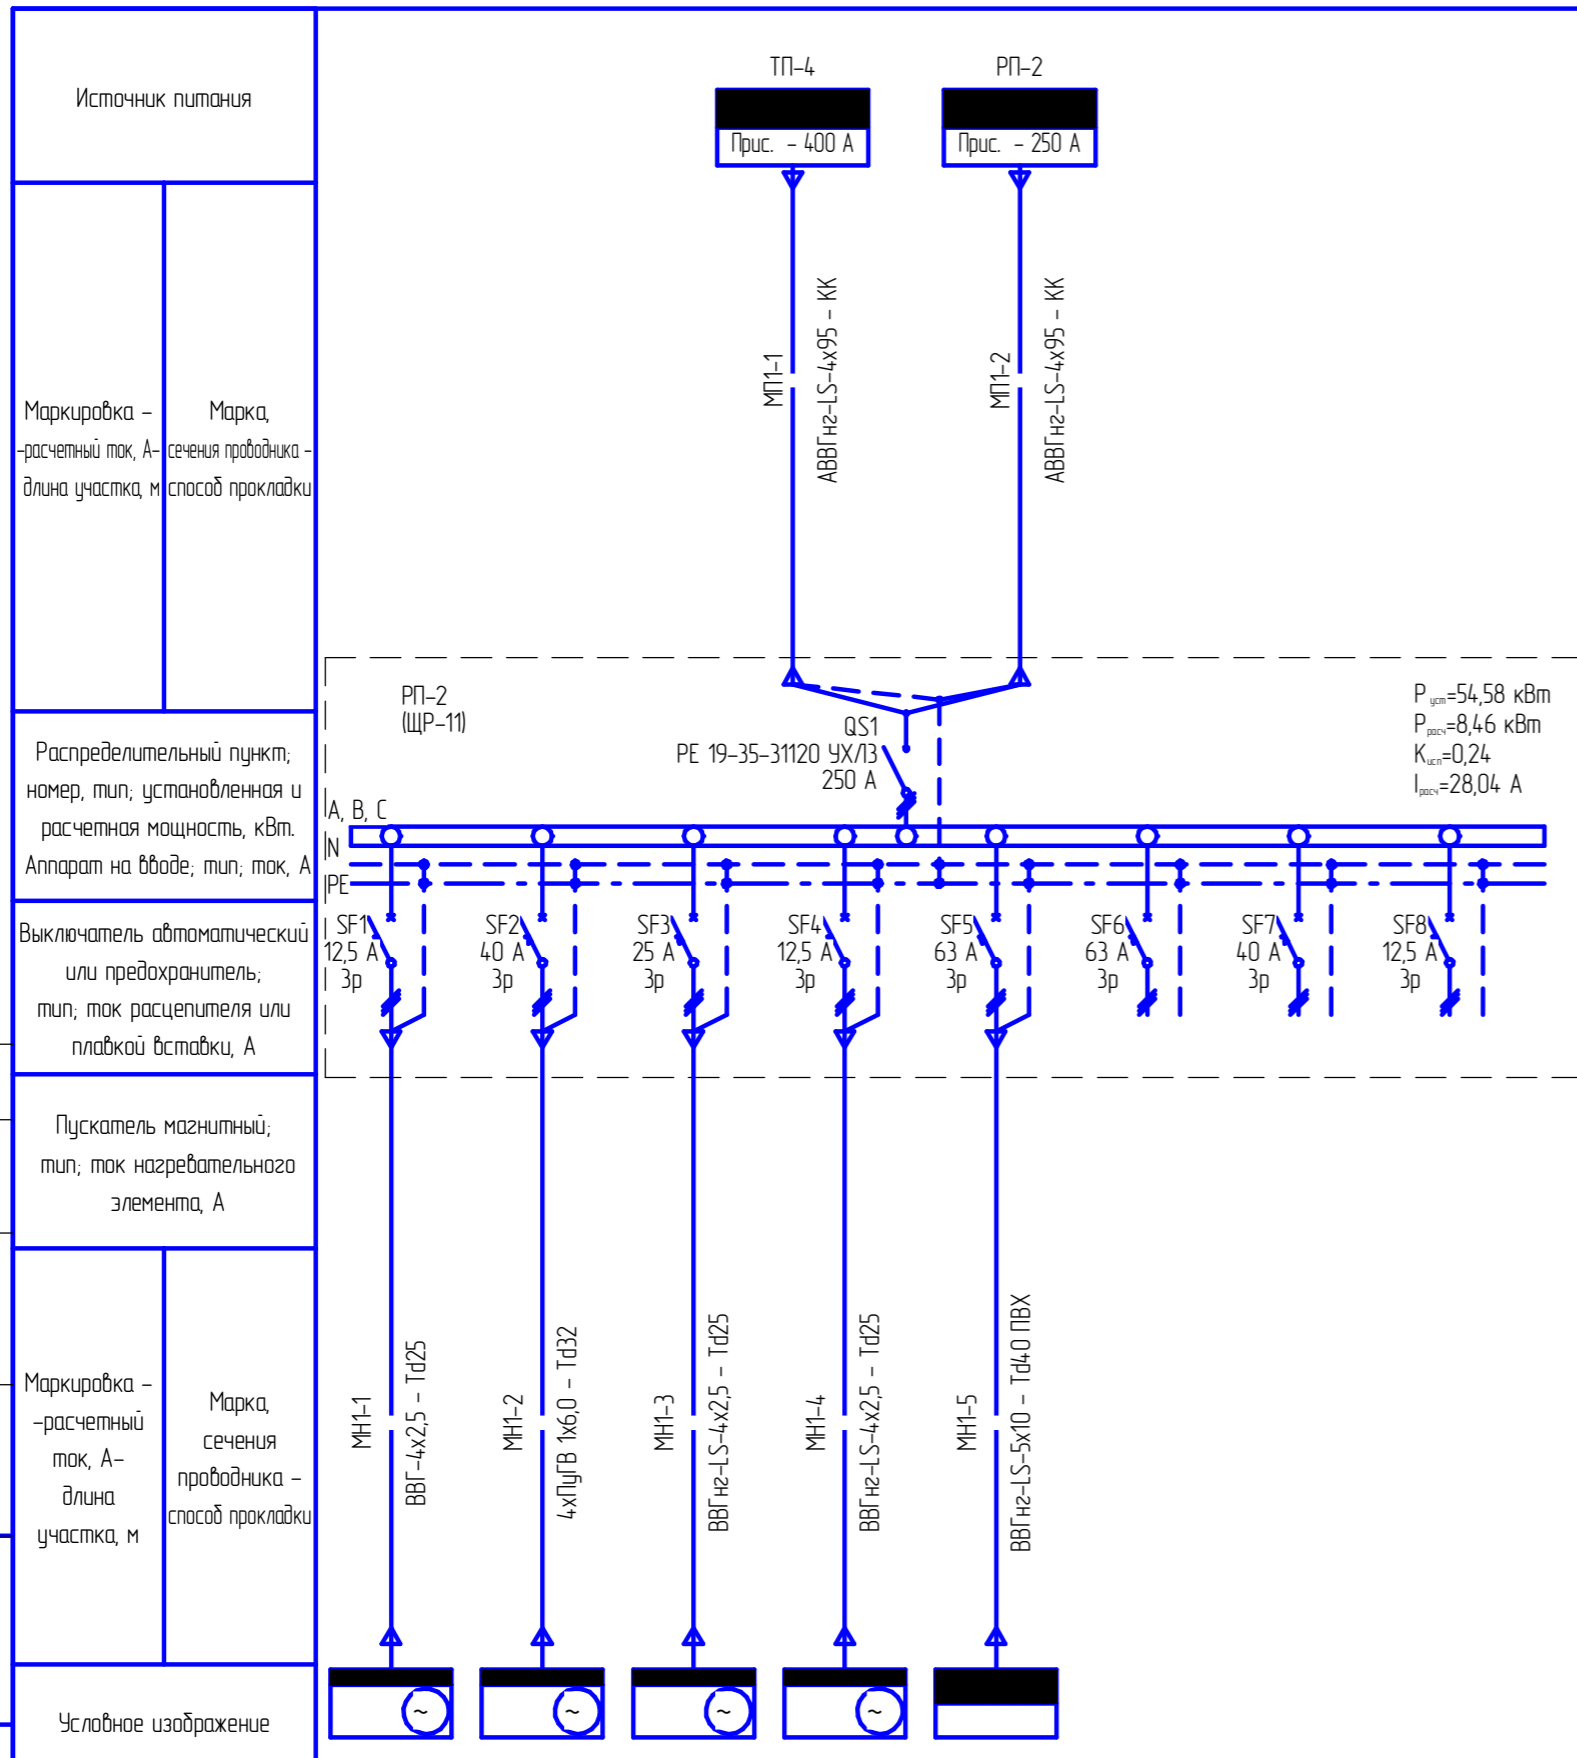 Источник питания
ТП-4
РП-2
Прис. - 400 А
Прис. - 250 А
Маркировка -
-расчетный ток, А-
длина участка, м
Марка,
сечения проводника -
способ прокладки
МП1-1
АВВГнг-LS-4х95 - КК
МП1-2
АВВГнг-LS-4х95 - КК
Распределительный пункт;
номер, тип; установленная и
расчетная мощность, кВт.
Аппарат на вводе; тип; ток, А
РП-2
(ЩР-11)
QS1
РЕ 19-35-31120 УХЛ3
250 А
Р уст=54,58 кВт
Р расч=8,46 кВт
К исп=0,24
I расч=28,04 А
А, В, С
N
PE
Выключатель автоматический
или предохранитель;
тип; ток расцепителя или
плавкой вставки, А
SF1
12,5 А
3р
SF2
40 А
3р
SF3
25 А
3р
SF4
12,5 А
3р
SF5
63 А
3р
SF6
63 А
3р
SF7
40 А
3р
SF8
12,5 А
3р
Пускатель магнитный;
тип; ток нагревательного
элемента, А
Маркировка -
-расчетный
ток, А-
длина
участка, м
Марка,
сечения
проводника -
способ прокладки
МН1-1
ВВГ-4х2,5 - Td25
МН1-2
4хПуГВ 1х6,0 - Td32
МН1-3
ВВГнг-LS-4х2,5 - Td25
МН1-4
ВВГнг-LS-4х2,5 - Td25
МН1-5
ВВГнг-LS-5х10 - Td40 ПВХ
Условное изображение
~
~
~
~